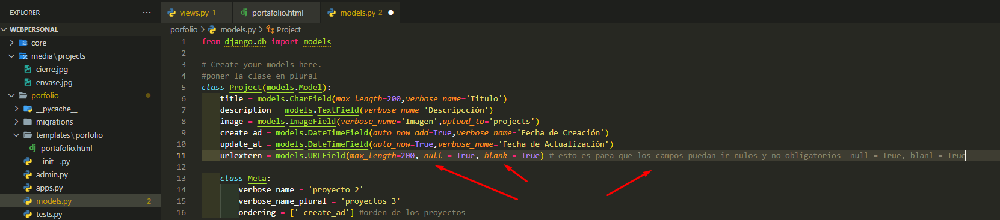 EXPLORER ...
WEBPERSONAL
core
media\projects
cierre.jpg
envase.jpg
porfolio
__pycache__
migrations
templates\porfolio
dj portafolio.html
__init__.py
admin.py
apps.py
models.py 2
tests.py
views.py 1
dj portafolio.html
models.py 2
porfolio > models.py > Project
1 from django.db import models
2
3 # Create your models here.
4 #poner la clase en plural
5 class Project(models.Model):
6 title = models.CharField(max_length=200,verbose_name='Titulo')
7 description = models.TextField(verbose_name='Descripcción')
8 image = models.ImageField(verbose_name='Imagen',upload_to='projects')
9 create_ad = models.DateTimeField(auto_now_add=True,verbose_name='Fecha de Creación')
10 update_at = models.DateTimeField(auto_now=True,verbose_name='Fecha de Actualización')
11 urlextern = models.URLField(max_length=200, null = True, blank = True) # esto es para que los campos puedan ir nulos y no obligatorios  null = True, blanl = True
12
13 class Meta:
14 verbose_name = 'proyecto 2'
15 verbose_name_plural = 'proyectos 3'
16 ordering = ['-create_ad'] #orden de los proyectos